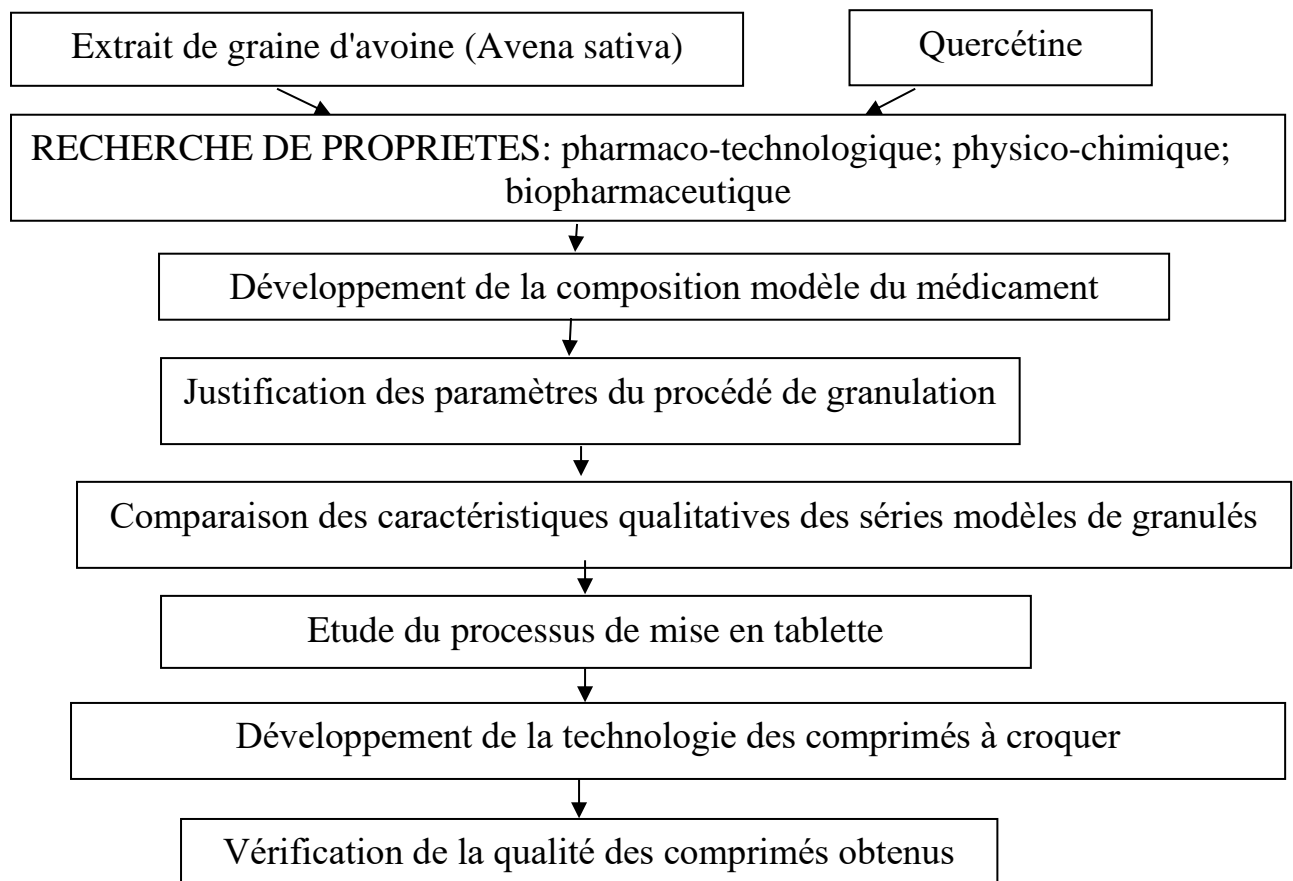 Extrait de graine d'avoine (Avena sativa)
Quercétine
RECHERCHE DE PROPRIETES: pharmaco-technologique; physico-chimique;
biopharmaceutique
Développement de la composition modèle du médicament
Justification des paramètres du procédé de granulation
Comparaison des caractéristiques qualitatives des séries modèles de granulés
Etude du processus de mise en tablette
Développement de la technologie des comprimés à croquer
Vérification de la qualité des comprimés obtenus